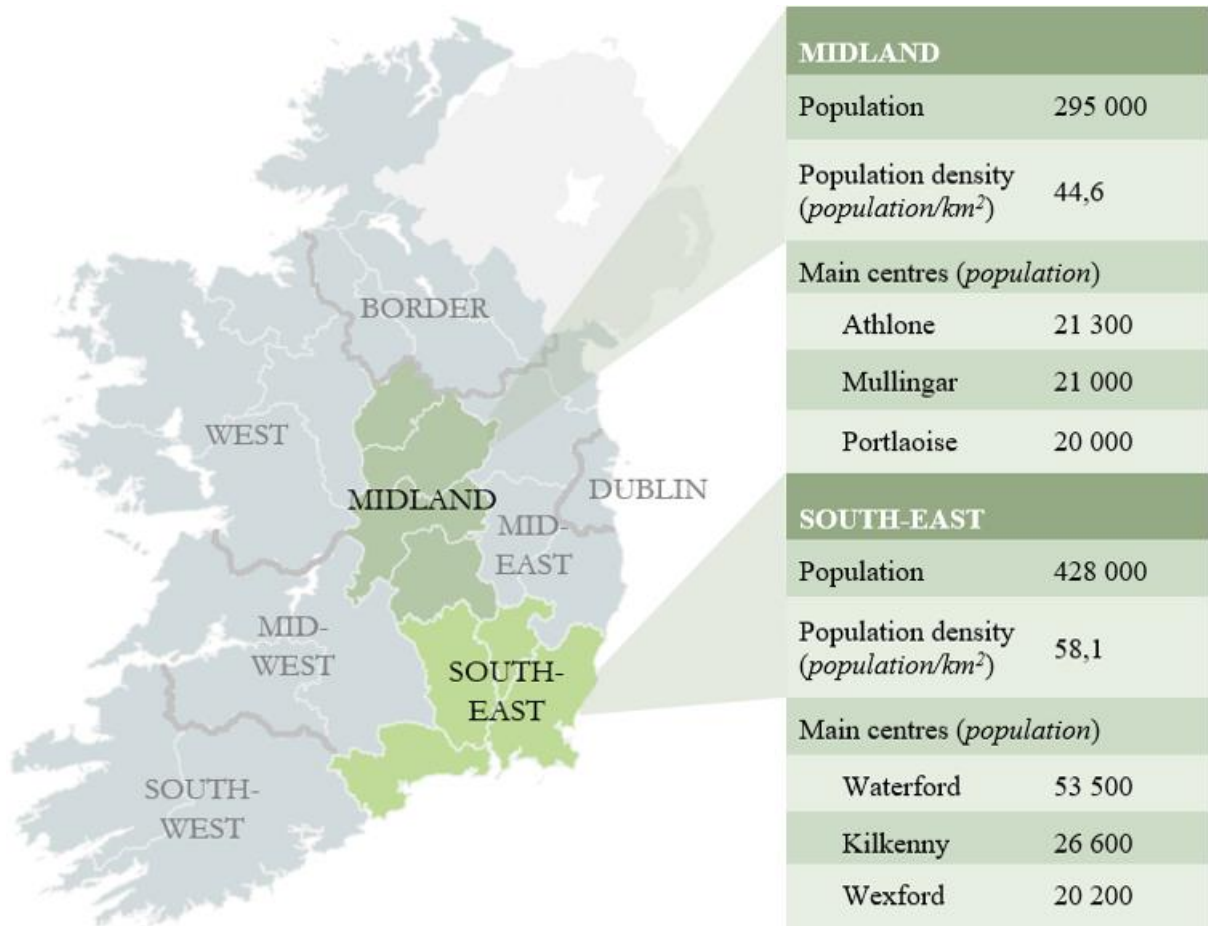 BORDER
WEST
MIDLAND
DUBLIN
MID-
EAST
MID-
WEST
SOUTH-
EAST
SOUTH-
WEST
MIDLAND
Population 295 000
Population density
(population/km²) 44,6
Main centres (population)
Athlone 21 300
Mullingar 21 000
Portlaoise 20 000
SOUTH-EAST
Population 428 000
Population density
(population/km²) 58,1
Main centres (population)
Waterford 53 500
Kilkenny 26 600
Wexford 20 200